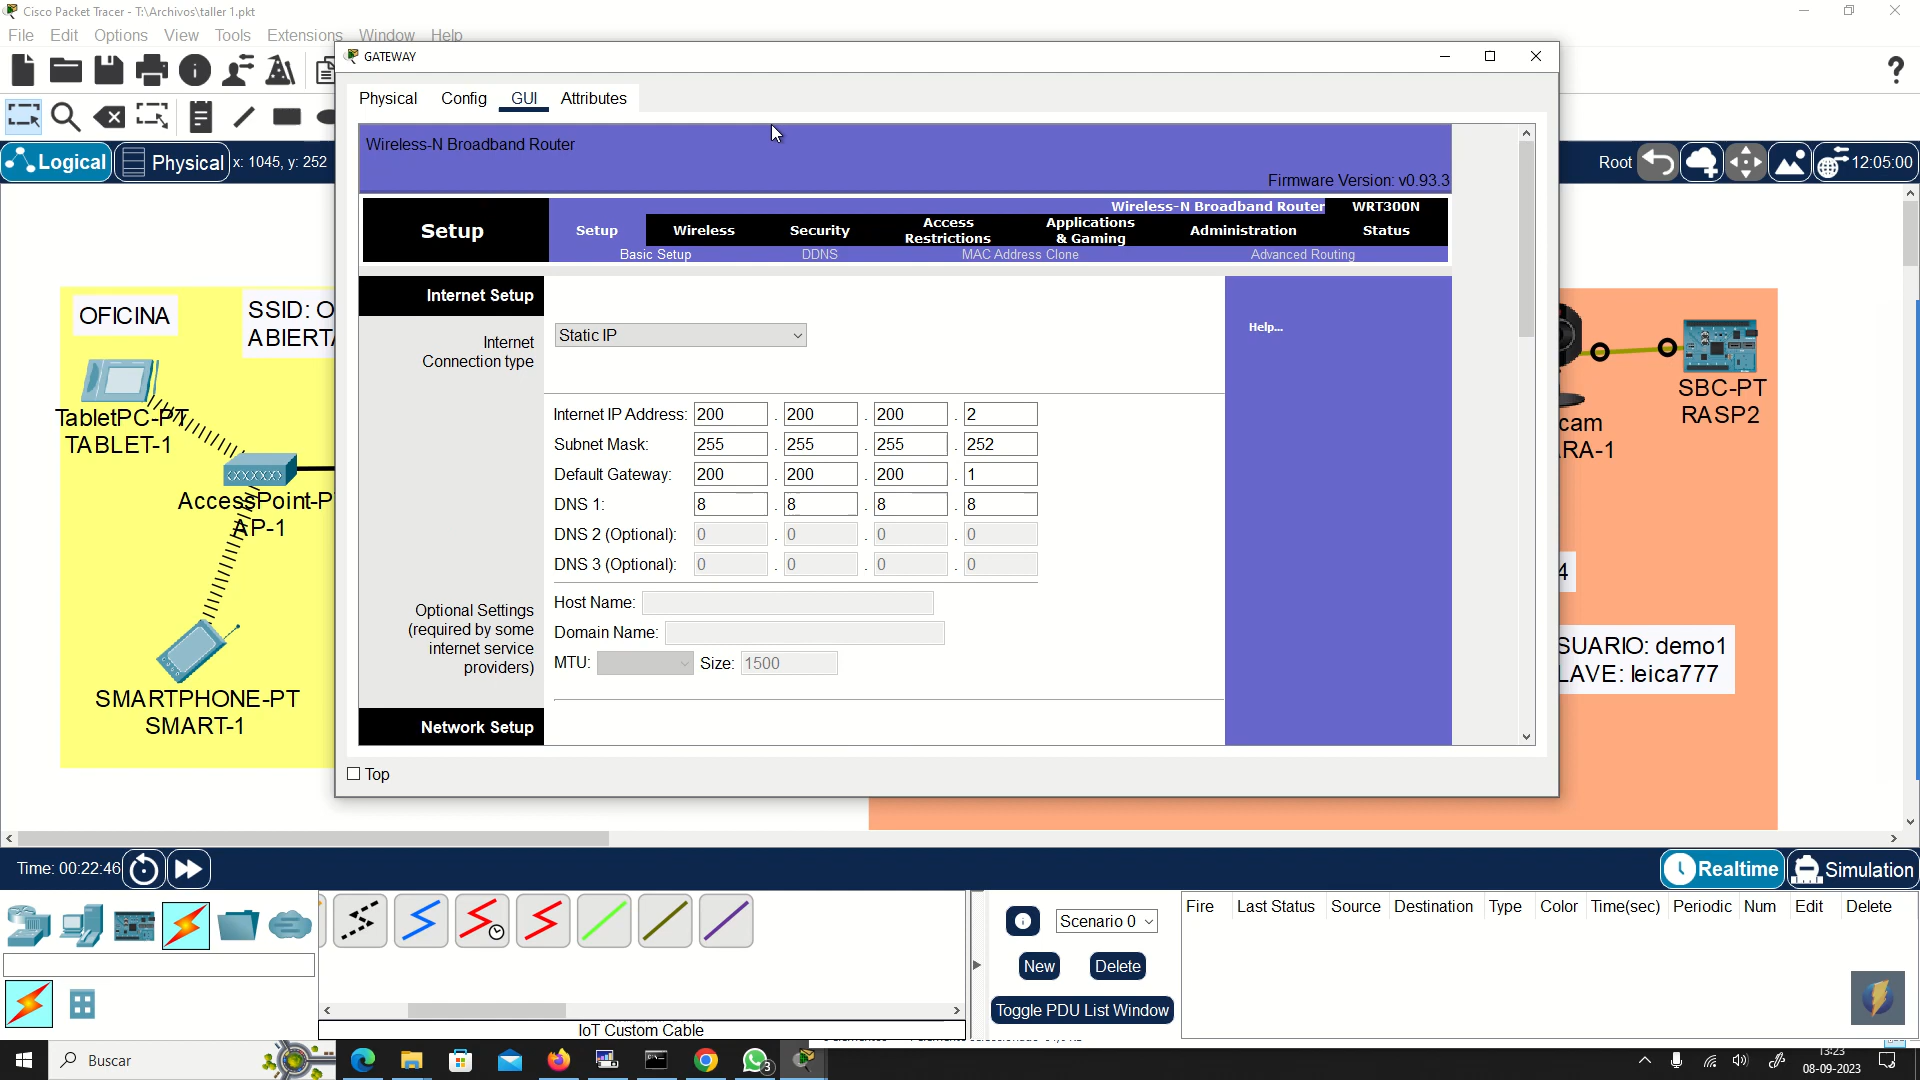 Cisco Packet Tracer - T:\Archivos\taller 1.pkt
File Edit Options View Tools Extensions Window Help
GATEWAY
Physical Config GUI Attributes
Logical Physical x: 1045, y: 252
Root 12:05:00
Wireless-N Broadband Router
Firmware Version: v0.93.3
Wireless-N Broadband Router WRT300N
Setup Setup Wireless Security Access Restrictions Applications & Gaming Administration Status
Basic Setup DDNS MAC Address Clone Advanced Routing
Internet Setup
Internet
Connection type
Static IP
Help...
Internet IP Address: 200 . 200 . 200 . 2
Subnet Mask: 255 . 255 . 255 . 252
Default Gateway: 200 . 200 . 200 . 1
DNS 1: 8 . 8 . 8 . 8
DNS 2 (Optional): 0 . 0 . 0 . 0
DNS 3 (Optional): 0 . 0 . 0 . 0
Optional Settings
(required by some
internet service
providers)
Host Name:
Domain Name:
MTU: Size: 1500
Network Setup
Top
OFICINA
SSID: O
ABIERTA
TabletPC-PT
TABLET-1
AccessPoint-P
AP-1
SMARTPHONE-PT
SMART-1
SBC-PT
RASP2
cam
RA-1
4
SUARIO: demo1
LAVE: leica777
Time: 00:22:46
Realtime Simulation
Scenario 0
New Delete
Toggle PDU List Window
Fire Last Status Source Destination Type Color Time(sec) Periodic Num Edit Delete
IoT Custom Cable
Buscar
3
13:23
08-09-2023